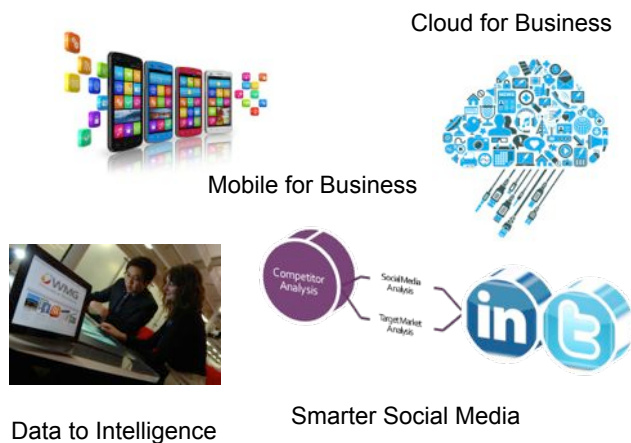 Cloud for Business
Mobile for Business
WMG
Competitor
Analysis
Social Media
Analysis
Target Market
Analysis
in
t
Data to Intelligence
Smarter Social Media